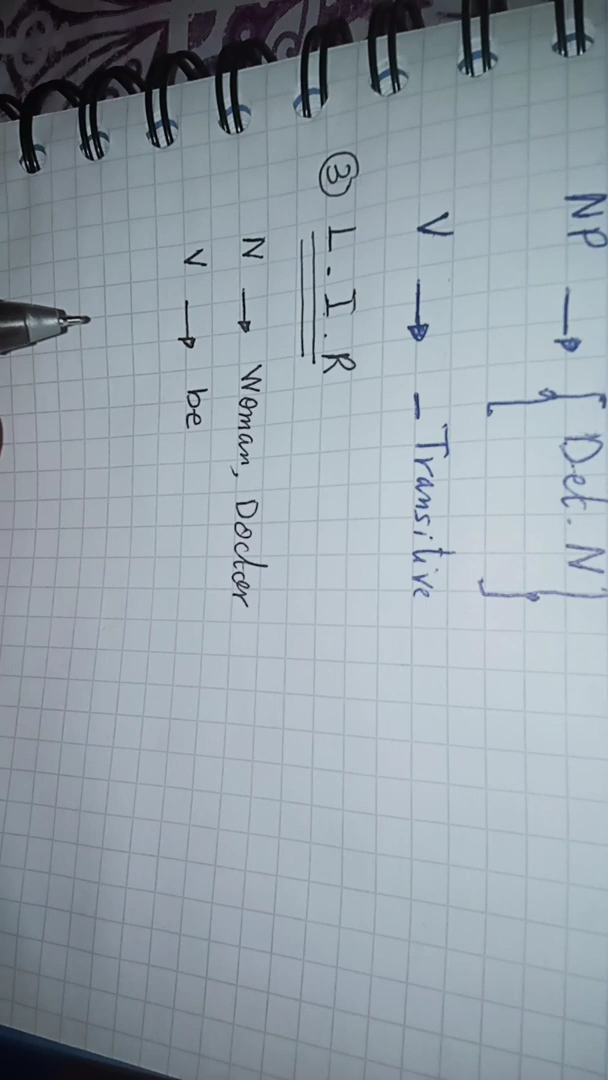 NP → { Det. N }
V → - Transitive
③ L.I.R
N → Woman, Doctor
V → be